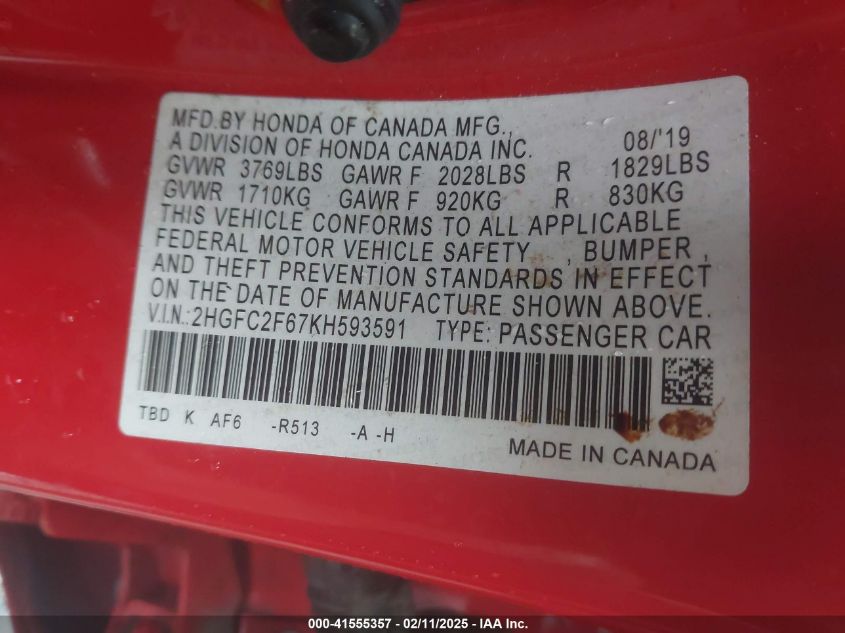 MFD.BY HONDA OF CANADA MFG.,
A DIVISION OF HONDA CANADA INC. 08/'19
GVWR 3769LBS GAWR F 2028LBS R 1829LBS
GVWR 1710KG GAWR F 920KG R 830KG
THIS VEHICLE CONFORMS TO ALL APPLICABLE
FEDERAL MOTOR VEHICLE SAFETY , BUMPER ,
AND THEFT PREVENTION STANDARDS IN EFFECT
ON THE DATE OF MANUFACTURE SHOWN ABOVE.
V.I.N.:2HGFC2F67KH593591 TYPE: PASSENGER CAR
TBD K AF6 -R513 -A -H
MADE IN CANADA
000-41555357 - 02/11/2025 - IAA Inc.